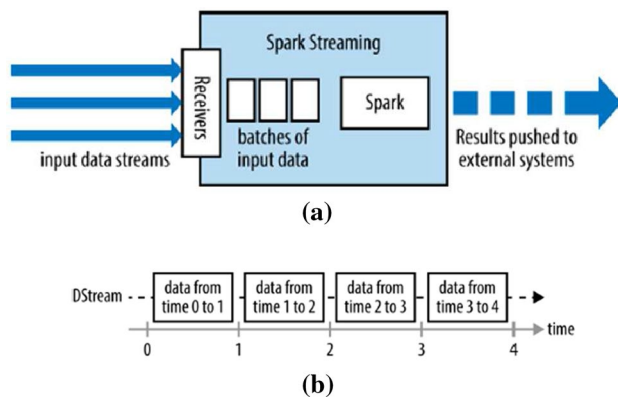 Spark Streaming
Receivers
Spark
batches of
input data
input data streams
Results pushed to
external systems
(a)
DStream
data from
time 0 to 1
data from
time 1 to 2
data from
time 2 to 3
data from
time 3 to 4
time
0 1 2 3 4
(b)